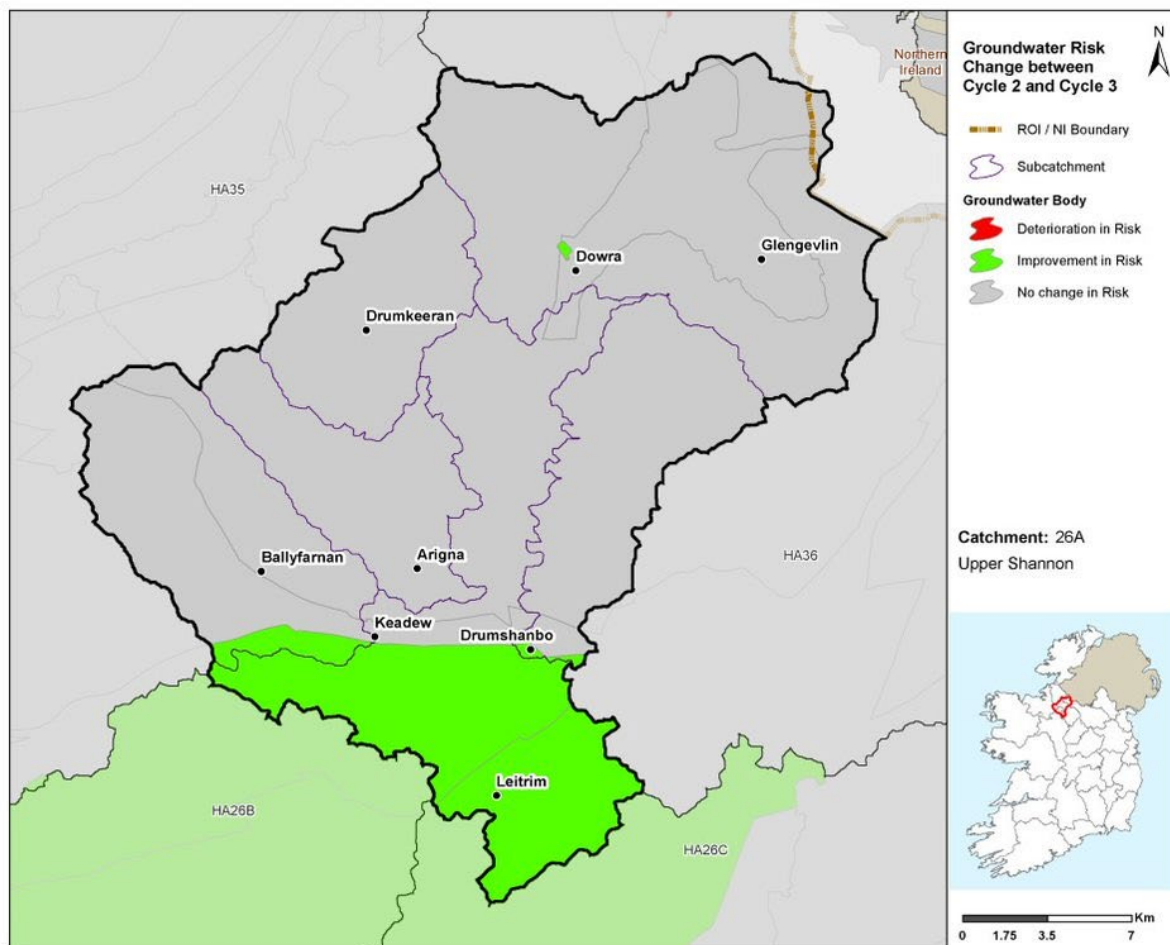 Groundwater Risk
Change between
Cycle 2 and Cycle 3
N
ROI / NI Boundary
Subcatchment
Groundwater Body
Deterioration in Risk
Improvement in Risk
No change in Risk
Catchment: 26A
Upper Shannon
Km
0 1.75 3.5 7
Northern
Ireland
HA35
Glengevlin
Dowra
Drumkeeran
Ballyfarnan
Arigna
HA36
Keadew
Drumshanbo
Leitrim
HA26B
HA26C